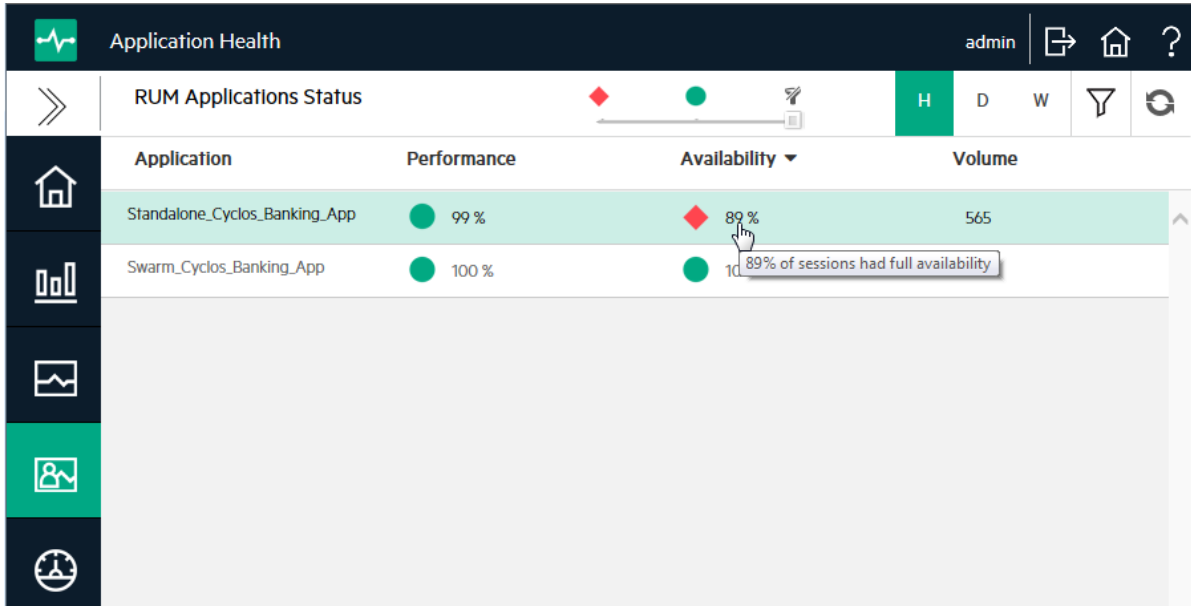 Application Health admin ?
RUM Applications Status H D W
Application Performance Availability Volume
Standalone_Cyclos_Banking_App 99 % 89 % 565
Swarm_Cyclos_Banking_App 100 % 10
89% of sessions had full availability